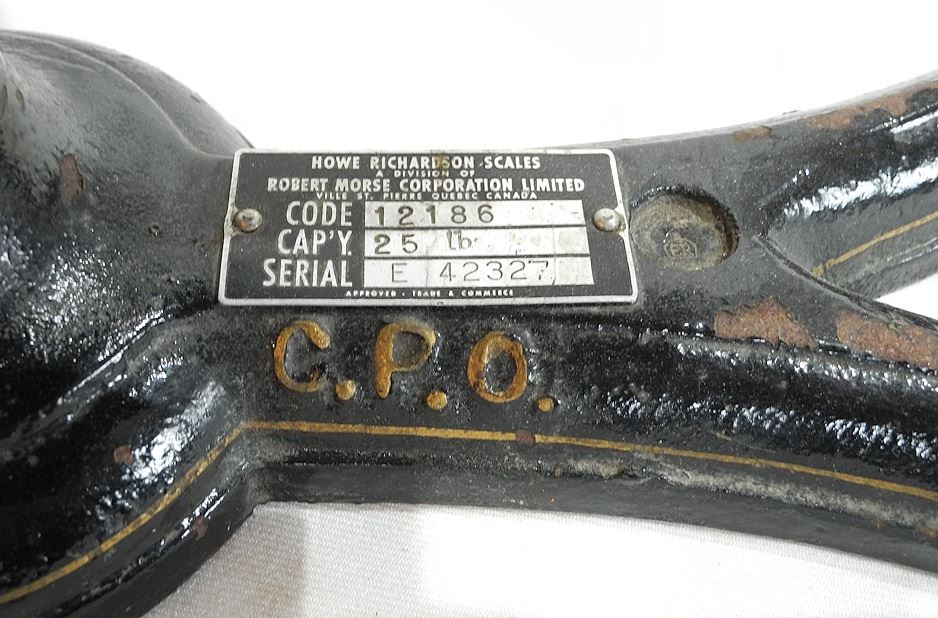 HOWE RICHARDSON SCALES
A DIVISION OF
ROBERT MORSE CORPORATION LIMITED
VILLE ST. PIERRE QUEBEC CANADA
CODE 12186
CAP'Y. 25 lb
SERIAL E 42327
APPROVED · TRADE & COMMERCE
C.P.O.